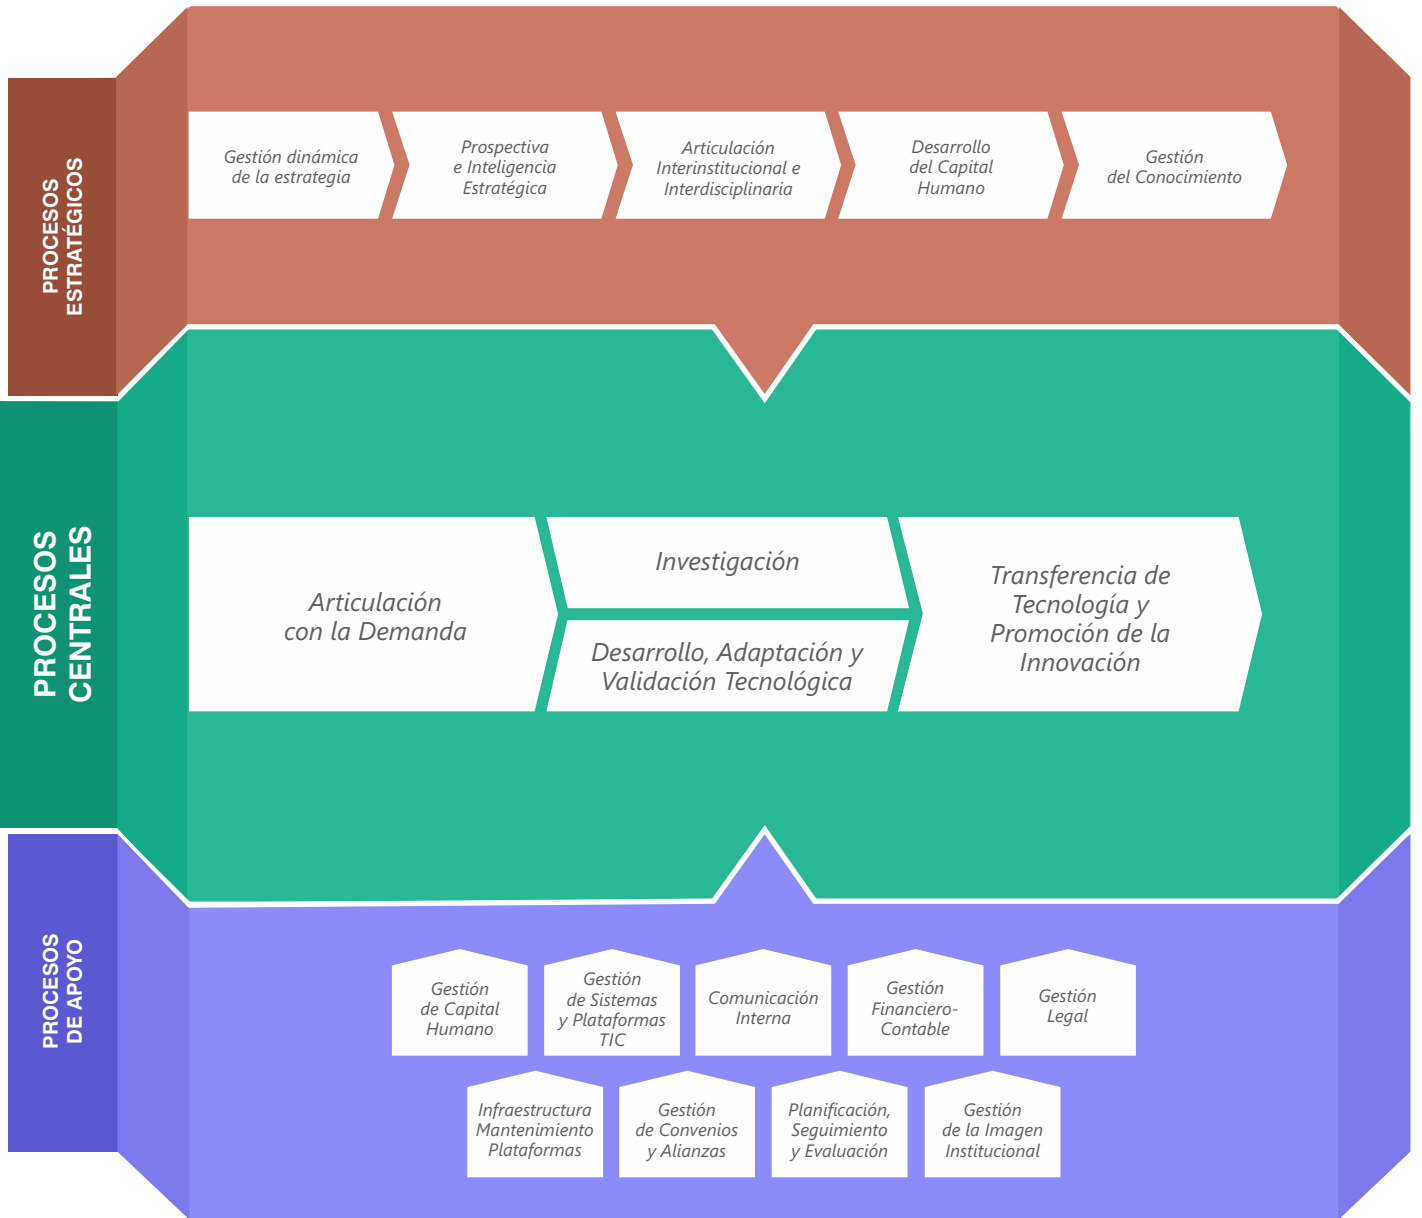 PROCESOS
ESTRATÉGICOS
Gestión dinámica
de la estrategia
Prospectiva
e Inteligencia
Estratégica
Articulación
Interinstitucional e
Interdisciplinaria
Desarrollo
del Capital
Humano
Gestión
del Conocimiento
PROCESOS
CENTRALES
Articulación
con la Demanda
Investigación
Desarrollo, Adaptación y
Validación Tecnológica
Transferencia de
Tecnología y
Promoción de la
Innovación
PROCESOS
DE APOYO
Gestión
de Capital
Humano
Gestión
de Sistemas
y Plataformas
TIC
Comunicación
Interna
Gestión
Financiero-
Contable
Gestión
Legal
Infraestructura
Mantenimiento
Plataformas
Gestión
de Convenios
y Alianzas
Planificación,
Seguimiento
y Evaluación
Gestión
de la Imagen
Institucional